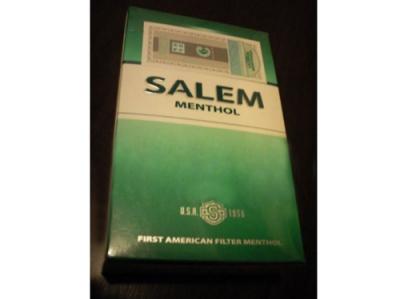 SALEM
MENTHOL
U.S.A. S 1956
FIRST AMERICAN FILTER MENTHOL